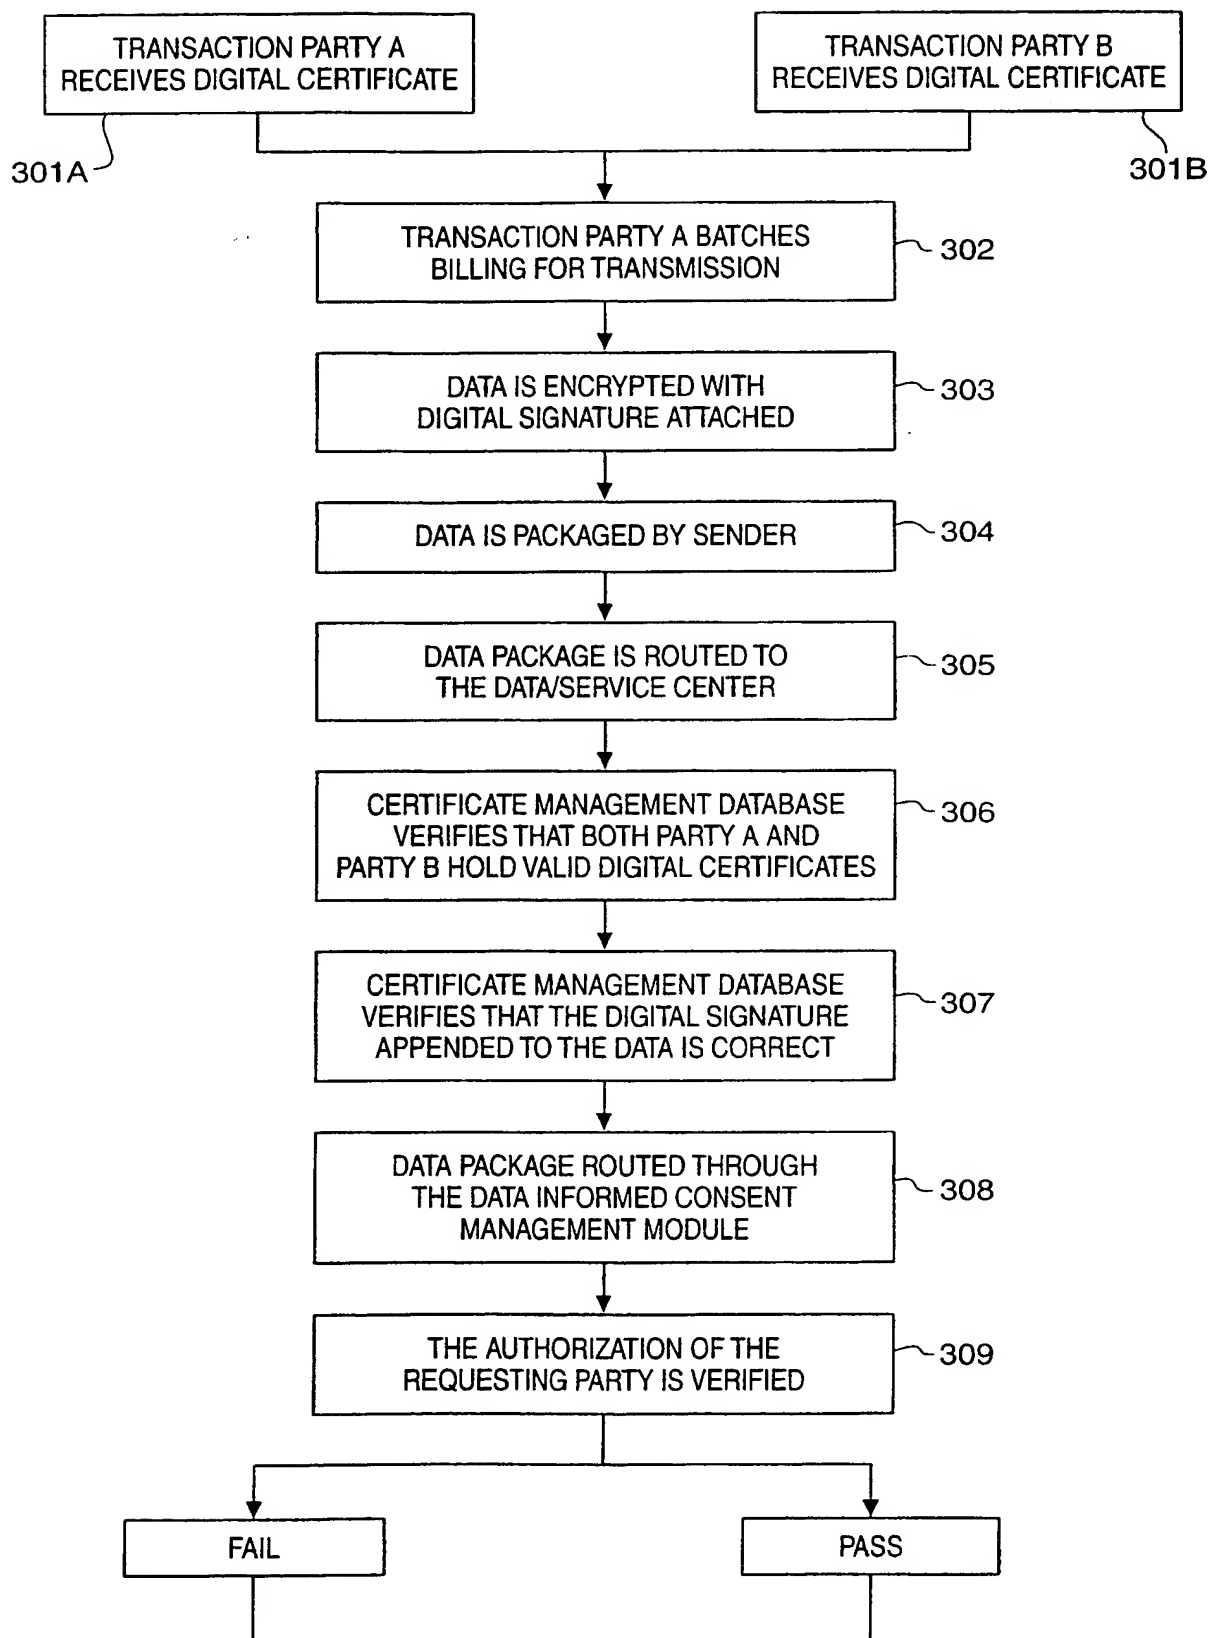 TRANSACTION PARTY A
RECEIVES DIGITAL CERTIFICATE
TRANSACTION PARTY B
RECEIVES DIGITAL CERTIFICATE
301A
301B
TRANSACTION PARTY A BATCHES
BILLING FOR TRANSMISSION
302
DATA IS ENCRYPTED WITH
DIGITAL SIGNATURE ATTACHED
303
DATA IS PACKAGED BY SENDER
304
DATA PACKAGE IS ROUTED TO
THE DATA/SERVICE CENTER
305
CERTIFICATE MANAGEMENT DATABASE
VERIFIES THAT BOTH PARTY A AND
PARTY B HOLD VALID DIGITAL CERTIFICATES
306
CERTIFICATE MANAGEMENT DATABASE
VERIFIES THAT THE DIGITAL SIGNATURE
APPENDED TO THE DATA IS CORRECT
307
DATA PACKAGE ROUTED THROUGH
THE DATA INFORMED CONSENT
MANAGEMENT MODULE
308
THE AUTHORIZATION OF THE
REQUESTING PARTY IS VERIFIED
309
FAIL
PASS